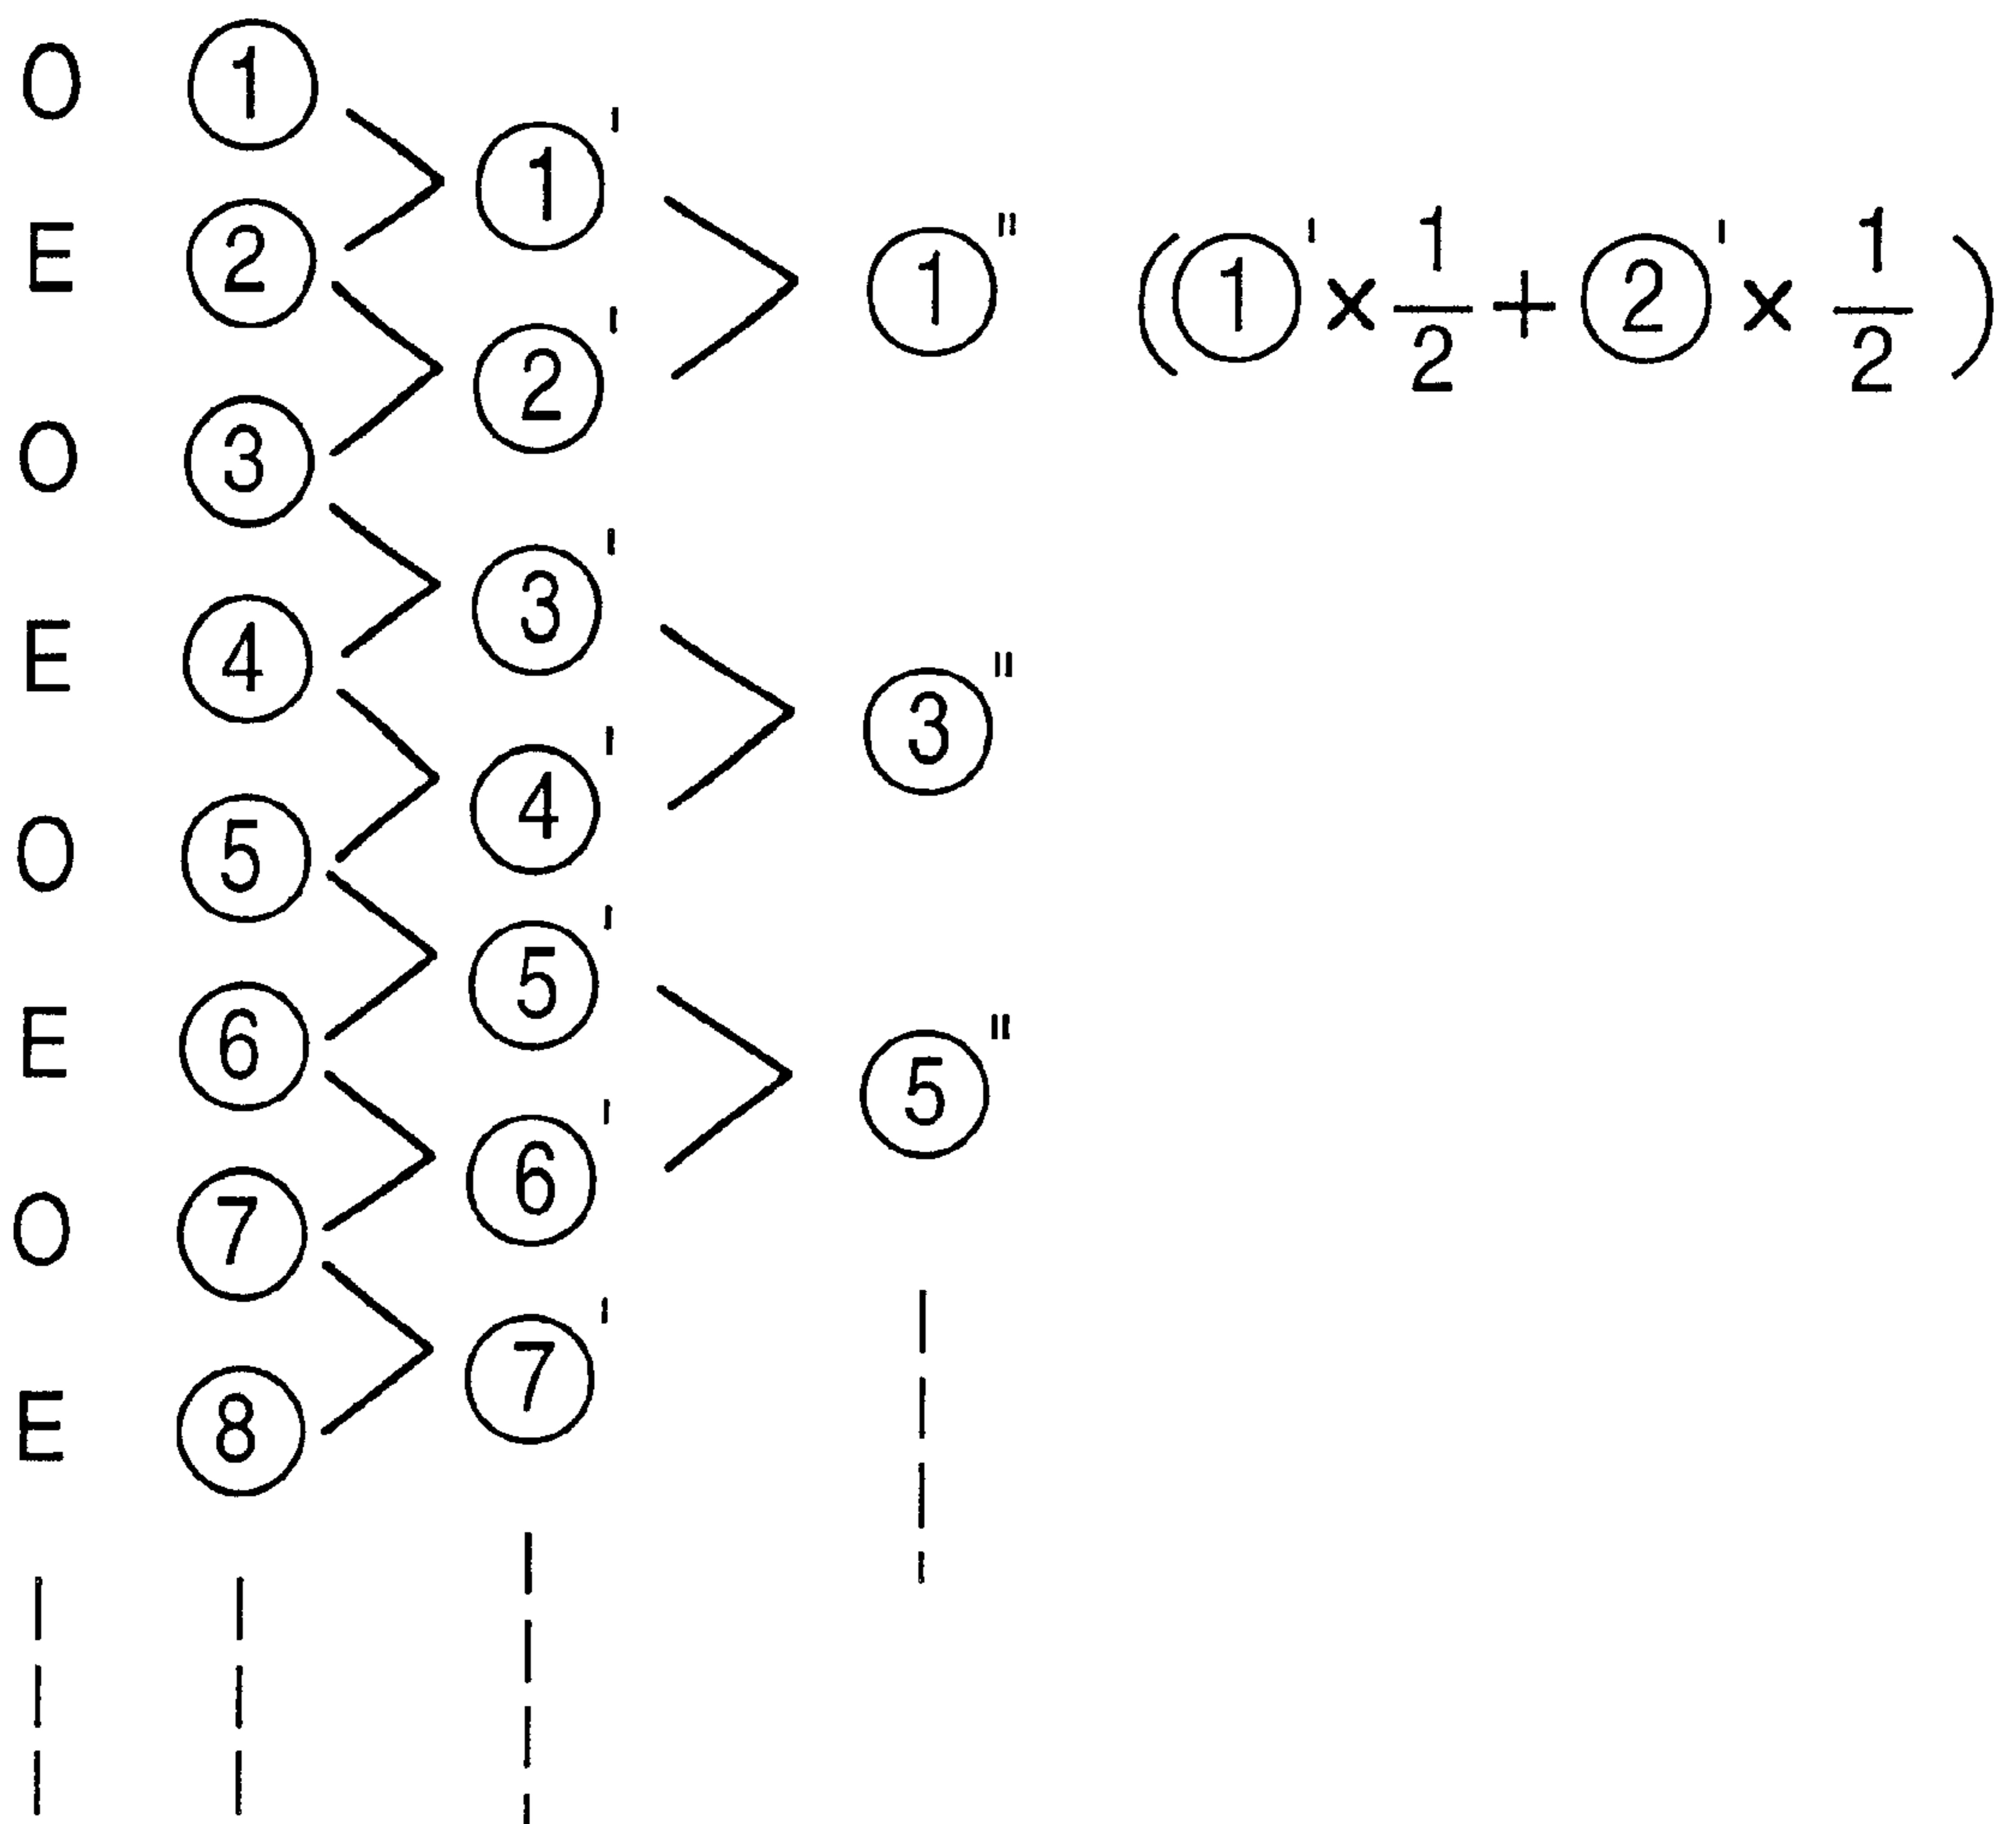 O ①
①'
E ② ①" (①' × 1/2 + ②' × 1/2)
②'
O ③
③'
E ④ ③"
④'
O ⑤
⑤'
E ⑥ ⑤"
⑥'
O ⑦
⑦'
E ⑧